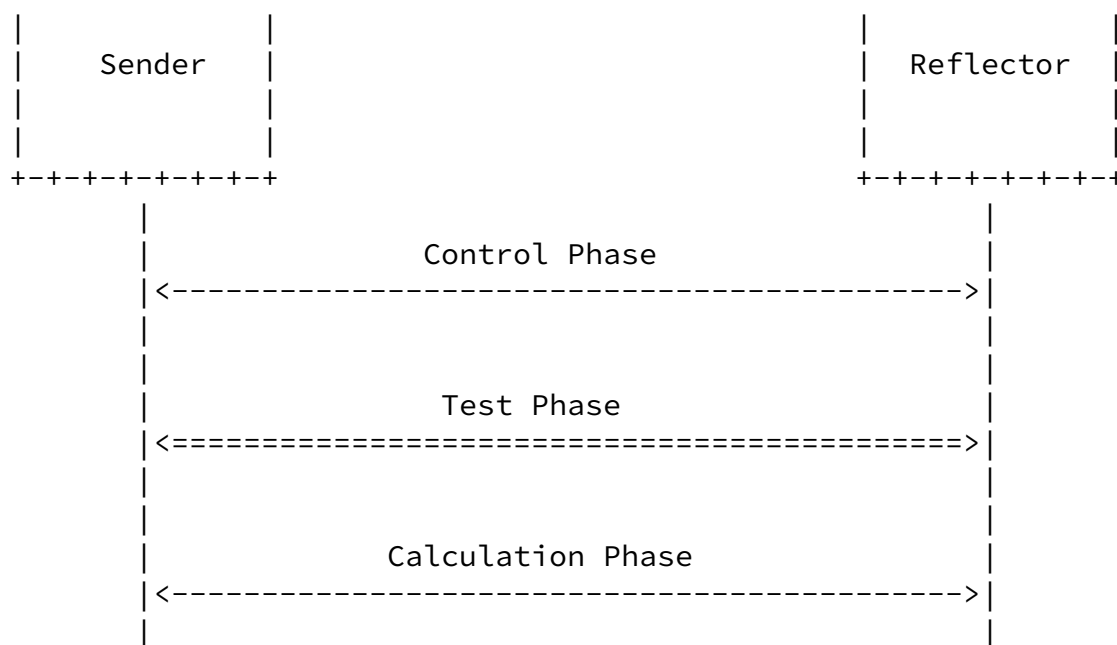 Sender Reflector
+-+-+-+-+-+-+-+ +-+-+-+-+-+-+-+
Control Phase
<-------------------------------------------->
Test Phase
<============================================>
Calculation Phase
<-------------------------------------------->